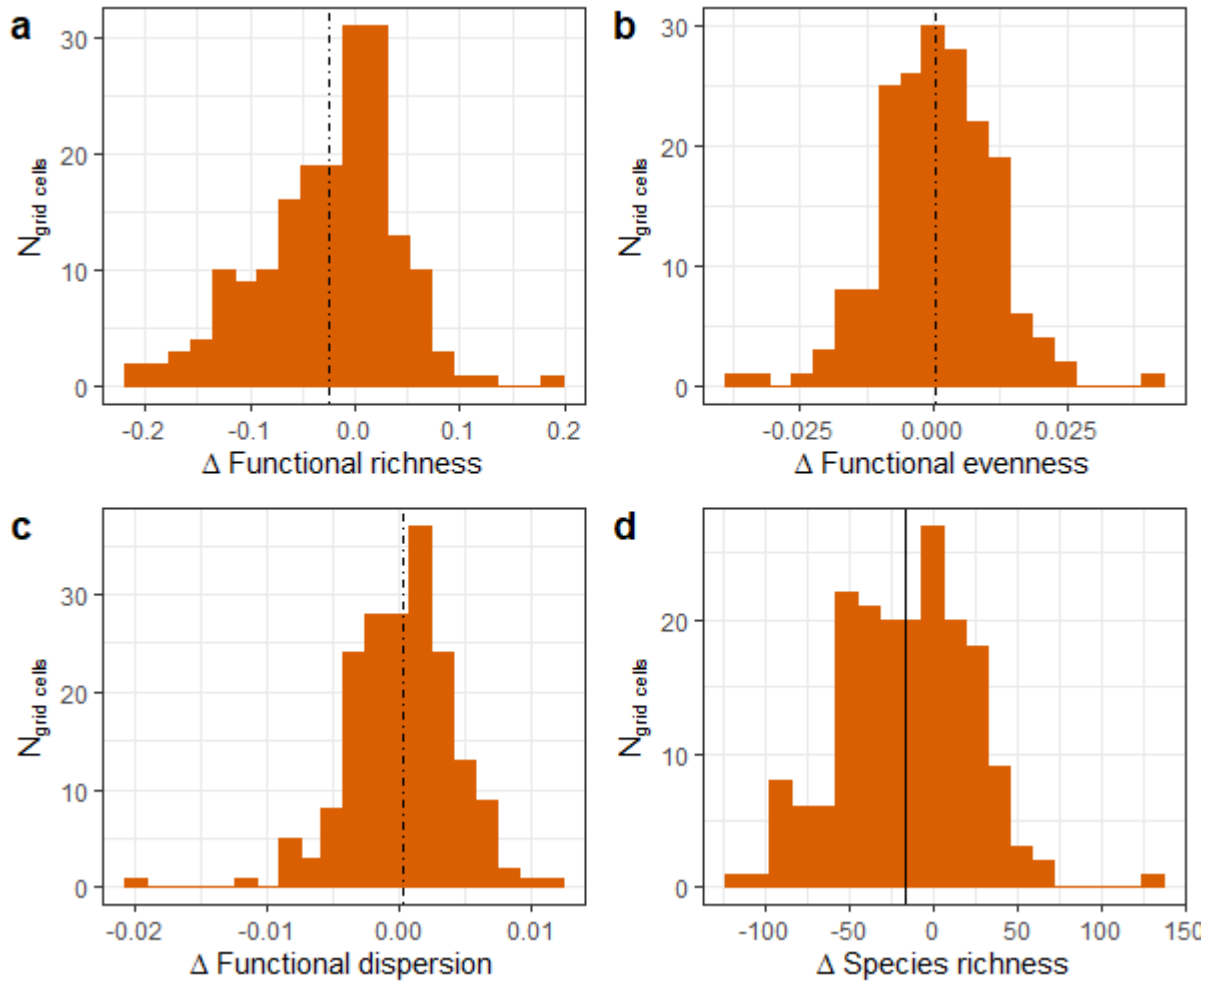 a
30
20
10
0
N grid cells
-0.2 -0.1 0.0 0.1 0.2
Δ Functional richness
b
30
20
10
0
N grid cells
-0.025 0.000 0.025
Δ Functional evenness
c
30
20
10
0
N grid cells
-0.02 -0.01 0.00 0.01
Δ Functional dispersion
d
20
10
0
N grid cells
-100 -50 0 50 100 150
Δ Species richness